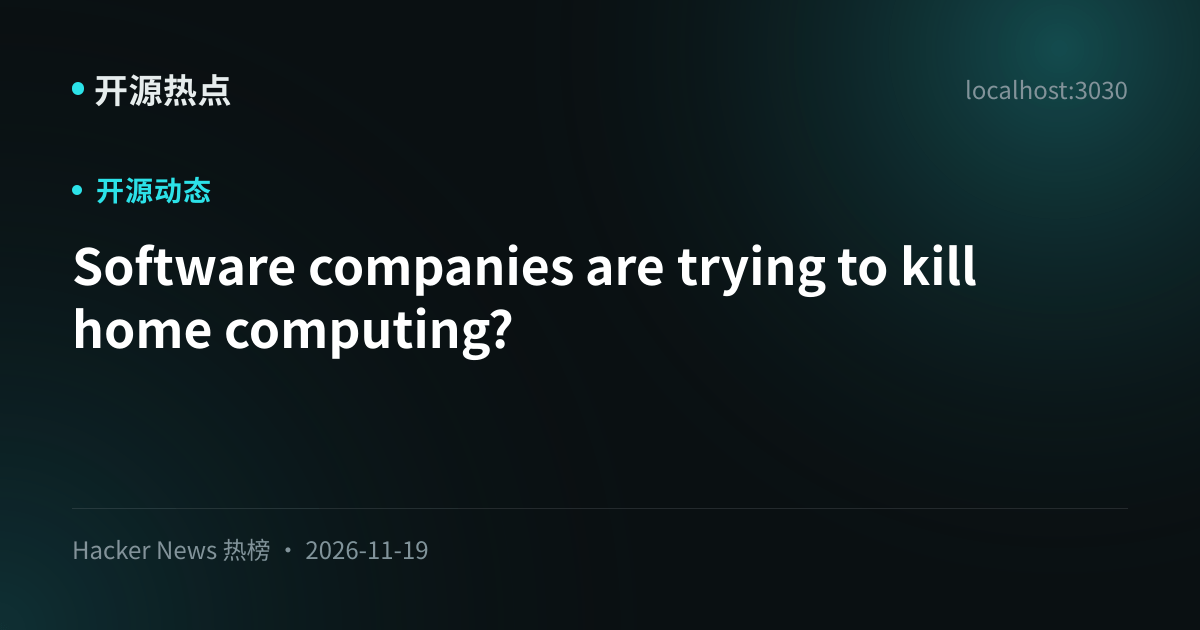 开源热点
localhost:3030
开源动态
Software companies are trying to kill
home computing?
Hacker News 热榜 · 2026-11-19